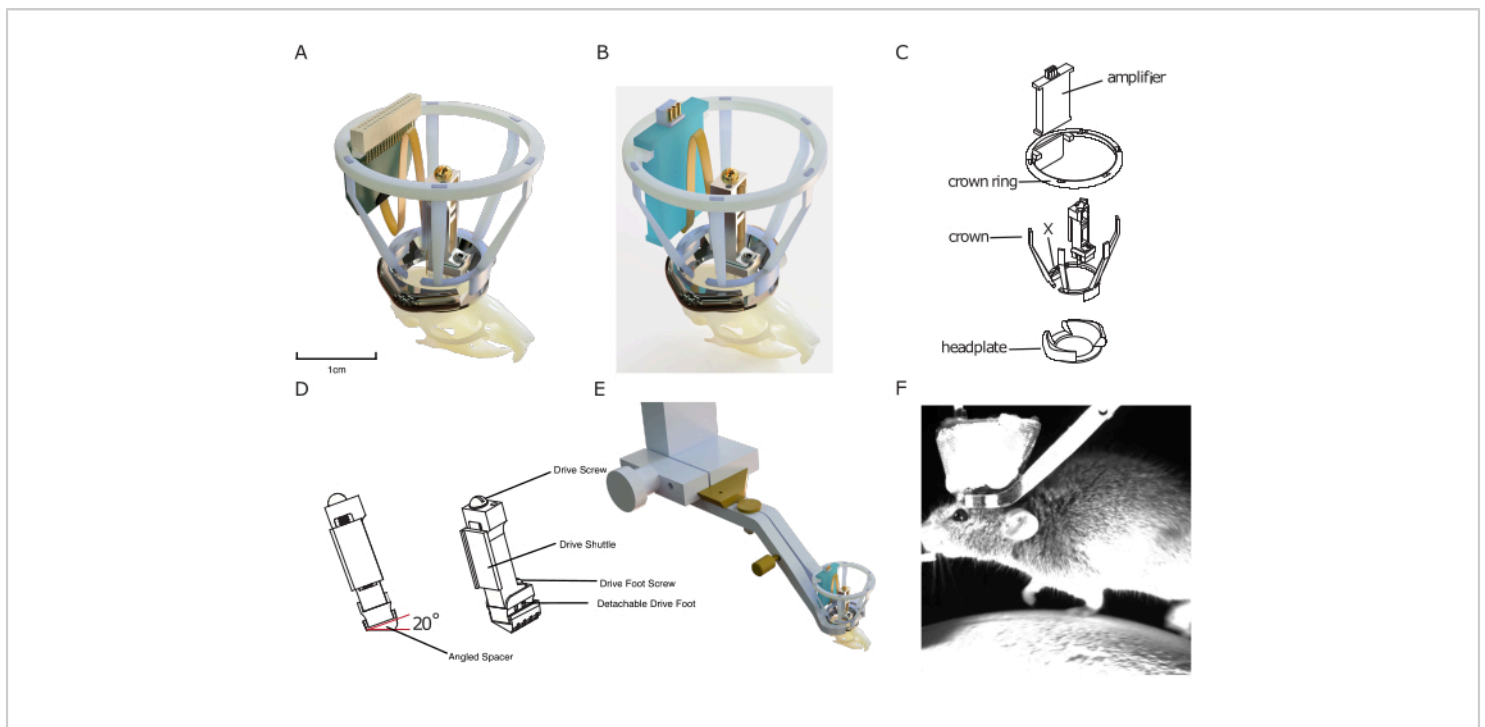 A
B
C
amplifier
crown ring
crown
X
headplate
1cm
D
E
F
Drive Screw
Drive Shuttle
Drive Foot Screw
Detachable Drive Foot
20°
Angled Spacer